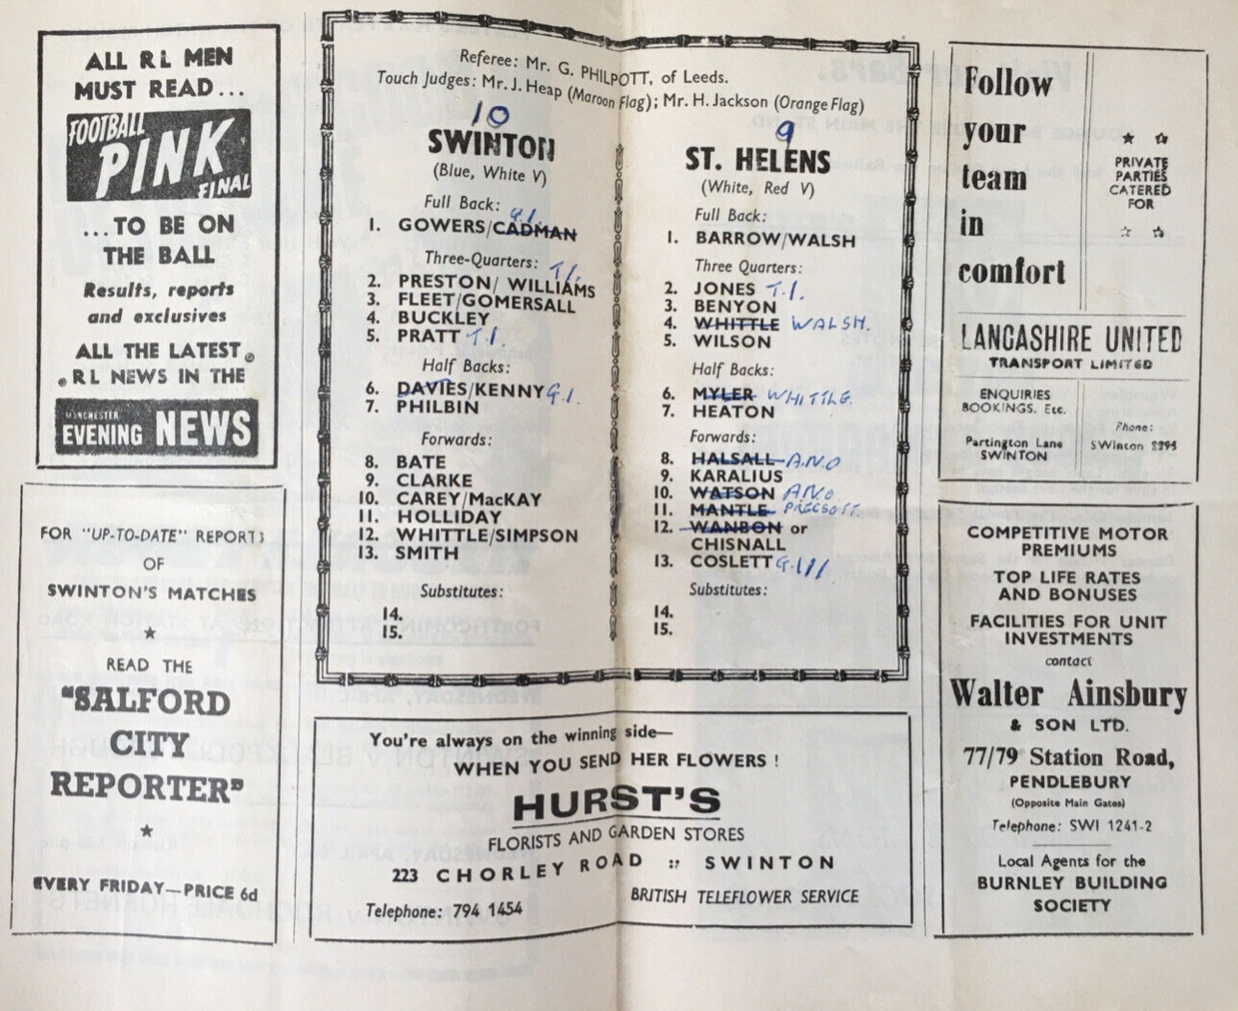 ALL R L MEN
MUST READ...
FOOTBALL
PINK
FINAL
...TO BE ON
THE BALL
Results, reports
and exclusives
ALL THE LATEST
RL NEWS IN THE
MANCHESTER
EVENING NEWS
FOR "UP-TO-DATE" REPORTS
OF
SWINTON'S MATCHES
READ THE
"SALFORD
CITY
REPORTER"
EVERY FRIDAY—PRICE 6d
Referee: Mr. G. PHILPOTT, of Leeds.
Touch Judges: Mr. J. Heap (Maroon Flag); Mr. H. Jackson (Orange Flag)
10
SWINTON
(Blue, White V)
Full Back: G.1.
1. GOWERS/CADMAN
Three-Quarters: T1.
2. PRESTON/ WILLIAMS
3. FLEET/GOMERSALL
4. BUCKLEY
5. PRATT T.1.
Half Backs:
6. DAVIES/KENNY G.1.
7. PHILBIN
Forwards:
8. BATE
9. CLARKE
10. CAREY/MacKAY
11. HOLLIDAY
12. WHITTLE/SIMPSON
13. SMITH
Substitutes:
14.
15.
9
ST. HELENS
(White, Red V)
Full Back:
1. BARROW/WALSH
Three Quarters:
2. JONES T.1.
3. BENYON
4. WHITTLE WALSH.
5. WILSON
Half Backs:
6. MYLER WHITTLE
7. HEATON
Forwards:
8. HALSALL A.N.O
9. KARALIUS
10. WATSON A.N.O
11. MANTLE PRESCOTT.
12. WANBON or
CHISNALL
13. COSLETT G.111.
Substitutes:
14.
15.
You're always on the winning side—
WHEN YOU SEND HER FLOWERS !
HURST'S
FLORISTS AND GARDEN STORES
223 CHORLEY ROAD :: SWINTON
Telephone: 794 1454
BRITISH TELEFLOWER SERVICE
Follow
your
team
in
comfort
PRIVATE
PARTIES
CATERED
FOR
LANCASHIRE UNITED
TRANSPORT LIMITED
ENQUIRIES
BOOKINGS, Etc.
Partington Lane
SWINTON
Phone:
SWInton
COMPETITIVE MOTOR
PREMIUMS
TOP LIFE RATES
AND BONUSES
FACILITIES FOR UNIT
INVESTMENTS
contact
Walter Ainsbury
& SON LTD.
77/79 Station Road,
PENDLEBURY
(Opposite Main Gates)
Telephone: SWI 1241-2
Local Agents for the
BURNLEY BUILDING
SOCIETY